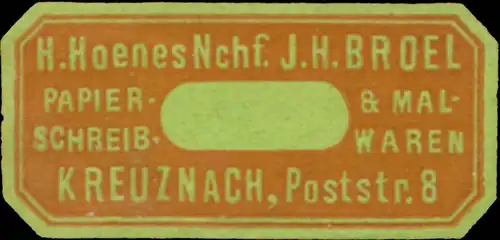 H. Hoenes Nchf. J.H. BROEL
PAPIER- & MAL-
SCHREIB- WAREN
KREUZNACH, Poststr. 8